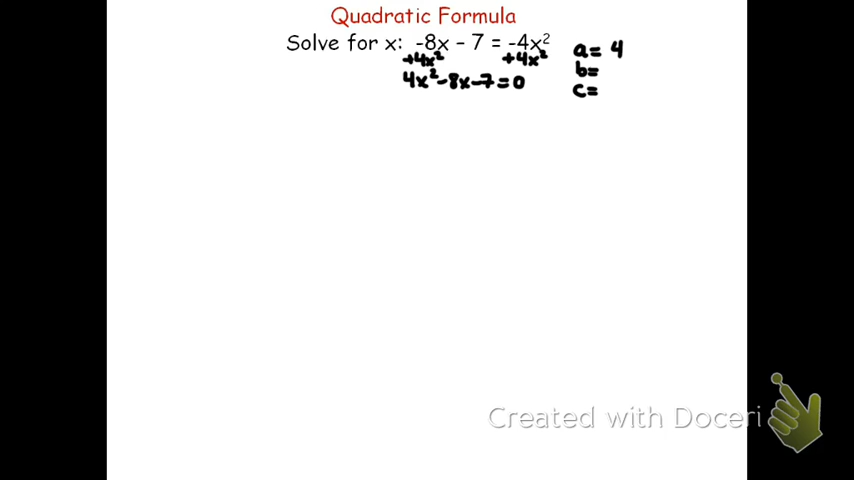 Quadratic Formula
Solve for x: -8x - 7 = -4x²
+4x² +4x²
4x²-8x-7=0
a= 4
b=
c=
Created with Doceri